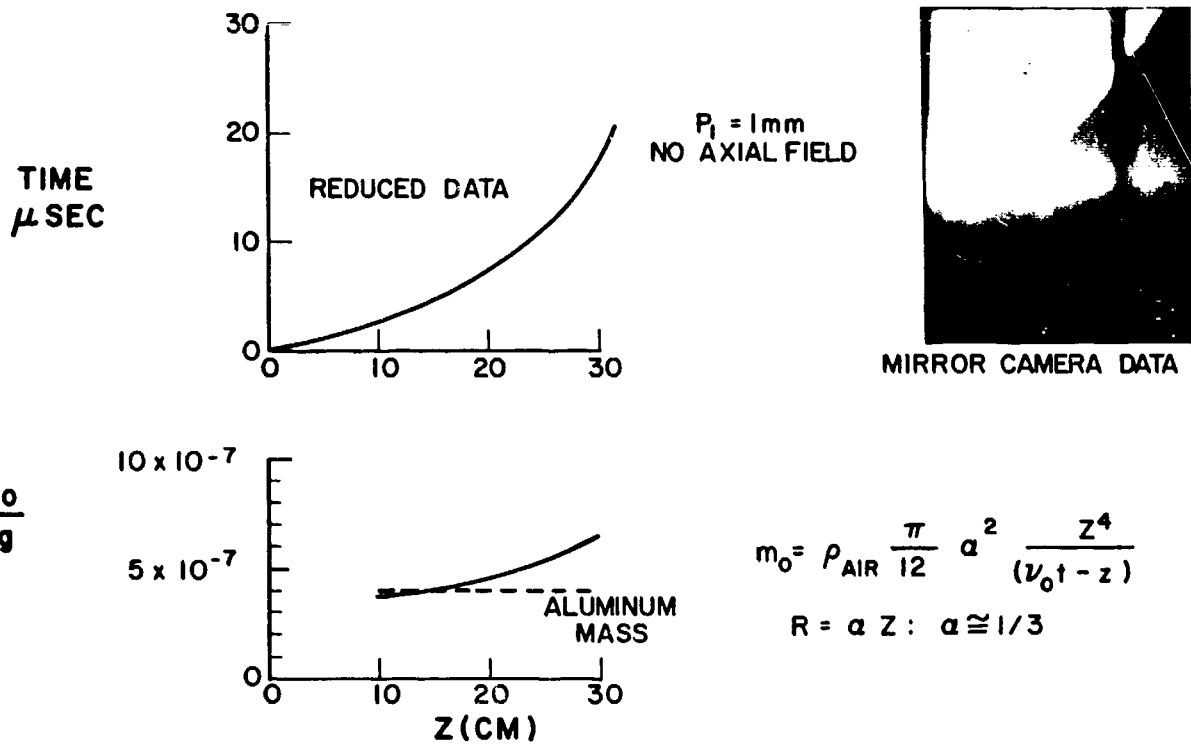 30
20
10
0
TIME
μ SEC
REDUCED DATA
P₁ = 1mm
NO AXIAL FIELD
0 10 20 30
MIRROR CAMERA DATA
10 x 10⁻⁷
5 x 10⁻⁷
0
o
g
ALUMINUM
MASS
0 10 20 30
Z (CM)
m₀ = ρ_AIR π/12 α² Z⁴/(ν₀t - z)
R = α Z : α ≅ 1/3